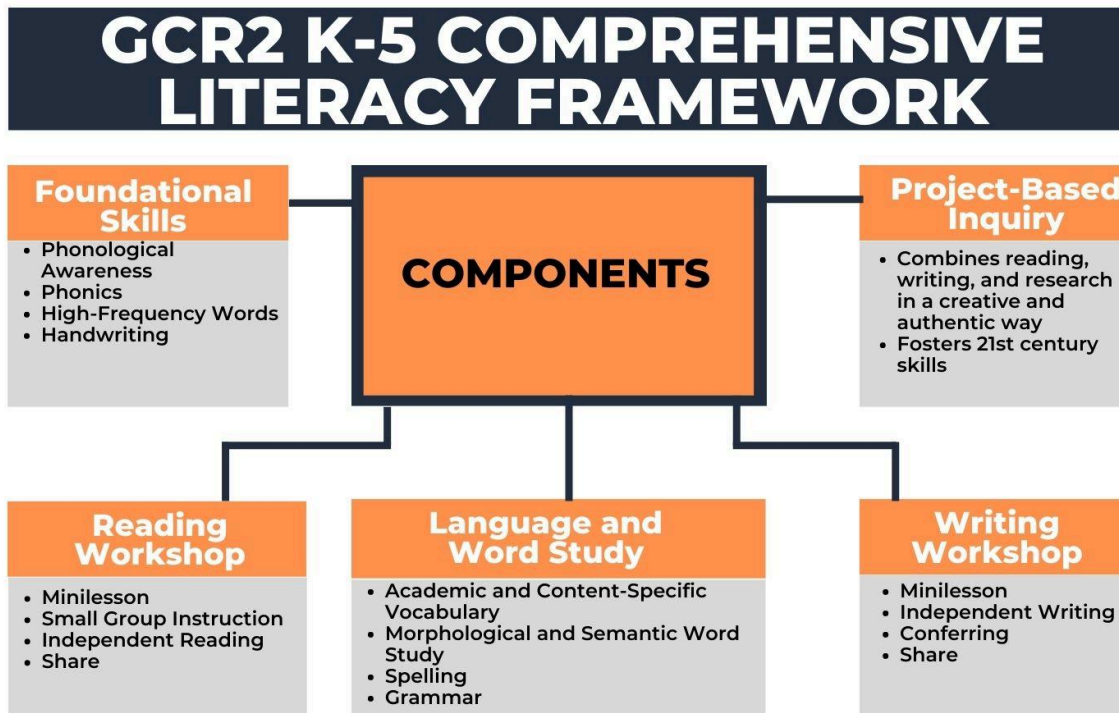 GCR2 K-5 COMPREHENSIVE
LITERACY FRAMEWORK
Foundational
Skills
• Phonological
Awareness
• Phonics
• High-Frequency Words
• Handwriting
COMPONENTS
Project-Based
Inquiry
• Combines reading,
writing, and research
in a creative and
authentic way
• Fosters 21st century
skills
Reading
Workshop
• Minilesson
• Small Group Instruction
• Independent Reading
• Share
Language and
Word Study
• Academic and Content-Specific
Vocabulary
• Morphological and Semantic Word
Study
• Spelling
• Grammar
Writing
Workshop
• Minilesson
• Independent Writing
• Conferring
• Share